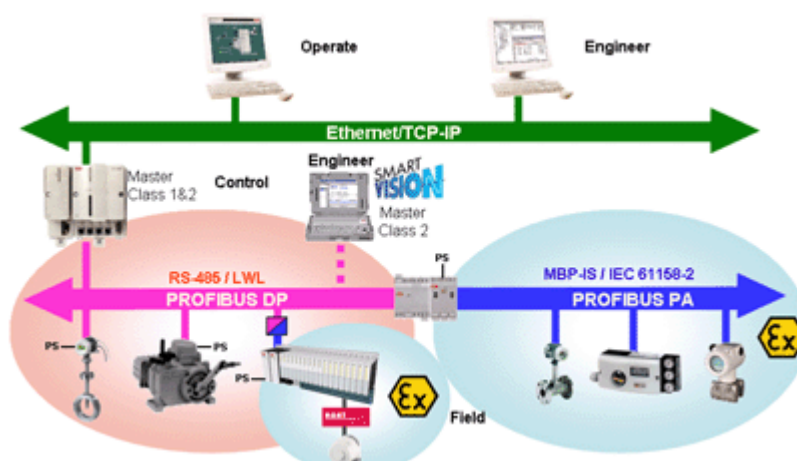 Operate
Engineer
Ethernet/TCP-IP
Master
Class 1&2
Control
Engineer
SMART
VISION
Master
Class 2
PS
RS-485 / LWL
MBP-IS / IEC 61158-2
PROFIBUS DP
PROFIBUS PA
PS
PS
PS
Ex
Ex
Field